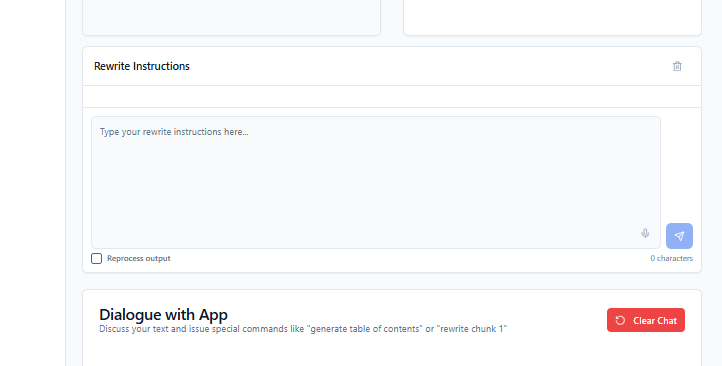 Rewrite Instructions
Type your rewrite instructions here...
Reprocess output
0 characters
Dialogue with App
Discuss your text and issue special commands like "generate table of contents" or "rewrite chunk 1"
Clear Chat